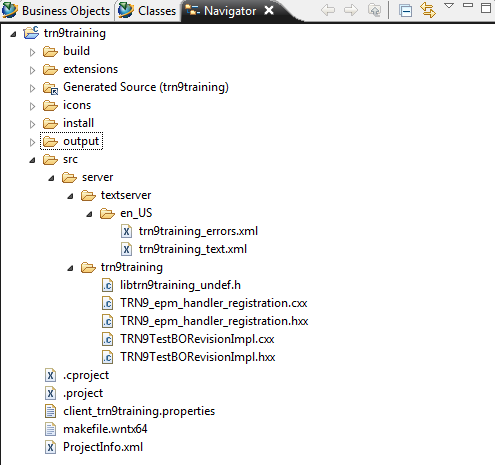 Business Objects Classes Navigator
trn9training
build
extensions
Generated Source (trn9training)
icons
install
output
src
server
textserver
en_US
trn9training_errors.xml
trn9training_text.xml
trn9training
libtrn9training_undef.h
TRN9_epm_handler_registration.cxx
TRN9_epm_handler_registration.hxx
TRN9TestBORevisionImpl.cxx
TRN9TestBORevisionImpl.hxx
.cproject
.project
client_trn9training.properties
makefile.wntx64
ProjectInfo.xml